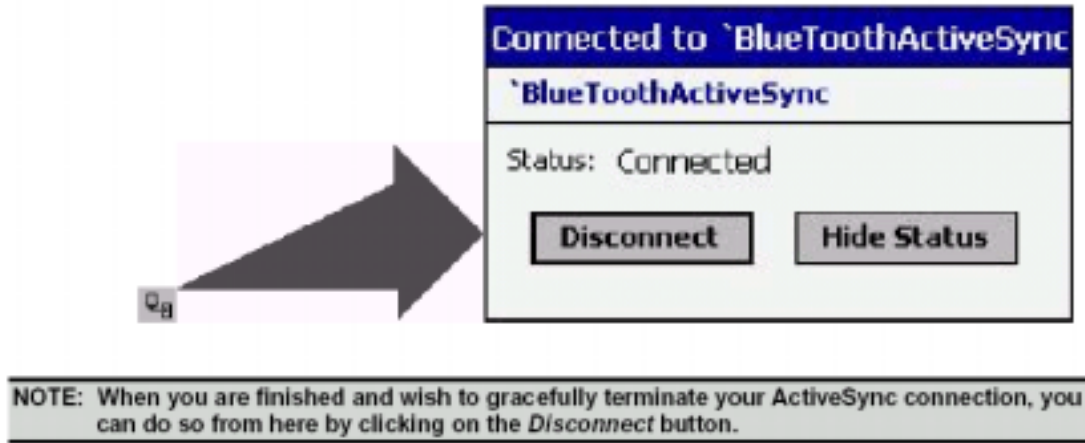 Connected to `BlueToothActiveSync
`BlueToothActiveSync
Status: Connected
Disconnect Hide Status
NOTE: When you are finished and wish to gracefully terminate your ActiveSync connection, you
can do so from here by clicking on the Disconnect button.